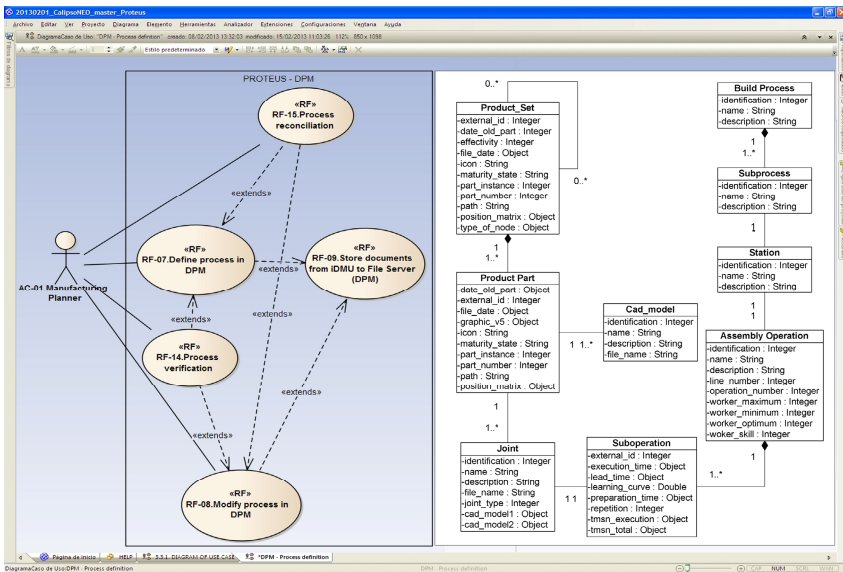 20130201_CalipsoNEO_master_Proteus
Archivo Editar Ver Proyecto Diagrama Elemento Herramientas Analizador Extensiones Configuraciones Ventana Ayuda
DiagramaCaso de Uso: "DPM - Process definition" creado: 08/02/2013 13:32:03 modificado: 15/02/2013 11:03:26 112% 850 x 1098
Estilo predeterminado
PROTEUS - DPM
«RF»
RF-15.Process
reconciliation
«extends»
«RF»
RF-07.Define process in
DPM
«extends»
«RF»
RF-09.Store documents
from iDMU to File Server
(DPM)
AC-01.Manufacturing
Planner
«extends»
«extends»
«RF»
RF-14.Process
verification
«extends»
«extends»
«RF»
RF-08.Modify process in
DPM
0..*
Product_Set
-external_id : Integer
-date_old_part : Integer
-effectivity : Integer
-file_date : Object
-icon : String
-maturity_state : String
-part_instance : Integer
-part_number : Integer
-path : String
-position_matrix : Object
-type_of_node : Object
0..*
1
1..*
Product Part
-date_old_part : Object
-external_id : Integer
-file_date : Object
-graphic_v5 : Object
-icon : String
-maturity_state : String
-part_instance : Integer
-part_number : Integer
-path : String
-position_matrix : Object
1 1..*
Cad_model
-identification : Integer
-name : String
-description : String
-file_name : String
1
1..*
Joint
-identification : Integer
-name : String
-description : String
-file_name : String
-joint_type : Integer
-cad_model1 : Object
-cad_model2 : Object
1 1
Suboperation
-external_id : Integer
-execution_time : Object
-lead_time : Object
-learning_curve : Double
-preparation_time : Object
-repetition : Integer
-tmsn_execution : Object
-tmsn_total : Object
Build Process
-identification : Integer
-name : String
-description : String
1
1..*
Subprocess
-identification : Integer
-name : String
-description : String
1
Station
-identification : Integer
-name : String
-description : String
1
1
Assembly Operation
-identification : Integer
-name : String
-description : String
-line_number : Integer
-operation_number : Integer
-worker_maximum : Integer
-worker_minimum : Integer
-worker_optimum : Integer
-woker_skill : Integer
1
1..*
Página de inicio HELP 3.3.1. DIAGRAM OF USE CASE *DPM - Process definition
DiagramaCaso de Uso:DPM - Process definition DPM - Process definition CAP NUM SCRL WAN